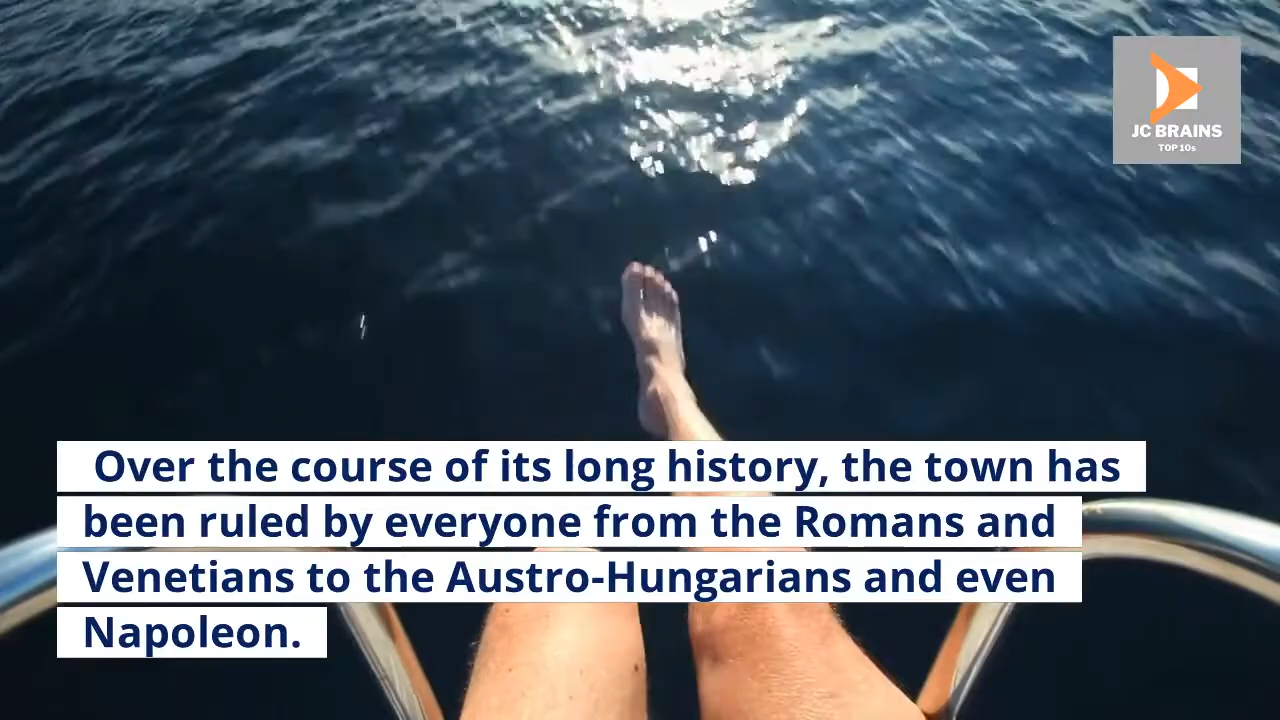 JC BRAINS
TOP 10s
Over the course of its long history, the town has
been ruled by everyone from the Romans and
Venetians to the Austro-Hungarians and even
Napoleon.